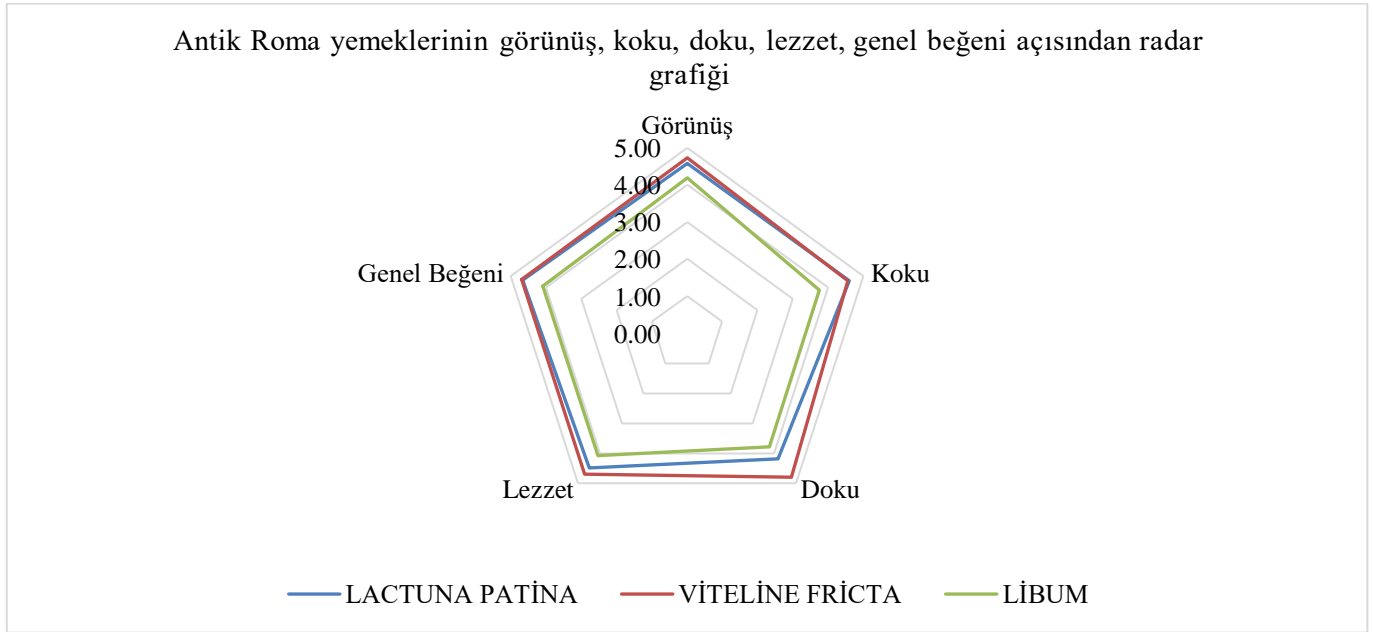 Antik Roma yemeklerinin görünüş, koku, doku, lezzet, genel beğeni açısından radar
grafiği
Görünüş
5.00
4.00
3.00
Genel Beğeni
Koku
2.00
1.00
0.00
Lezzet
Doku
LACTUNA PATİNA
VİTELİNE FRİCTA
LİBUM